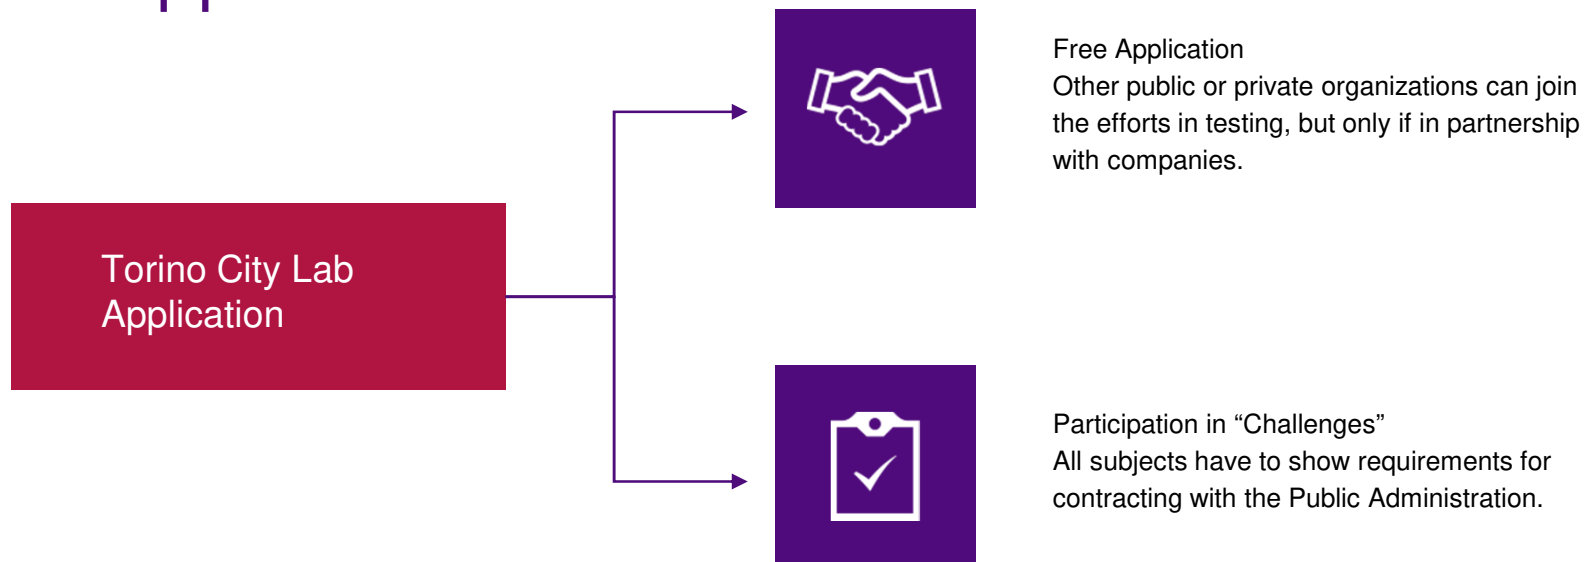 Torino City Lab
Application
Free Application
Other public or private organizations can join
the efforts in testing, but only if in partnership
with companies.
Participation in “Challenges”
All subjects have to show requirements for
contracting with the Public Administration.